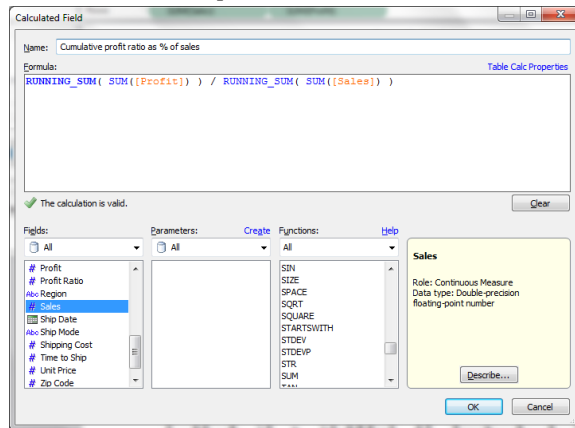 Calculated Field
Name: Cumulative profit ratio as % of sales
Formula: Table Calc Properties
RUNNING_SUM( SUM([Profit]) ) / RUNNING_SUM( SUM([Sales]) )
The calculation is valid.
Clear
Fields:
All
# Profit
# Profit Ratio
Abc Region
# Sales
Ship Date
Abc Ship Mode
# Shipping Cost
# Time to Ship
# Unit Price
# Zip Code
Parameters: Create
All
Functions: Help
All
SIN
SIZE
SPACE
SQRT
SQUARE
STARTSWITH
STDEV
STDEVP
STR
SUM
TAN
Sales
Role: Continuous Measure
Data type: Double-precision
floating-point number
Describe...
OK Cancel